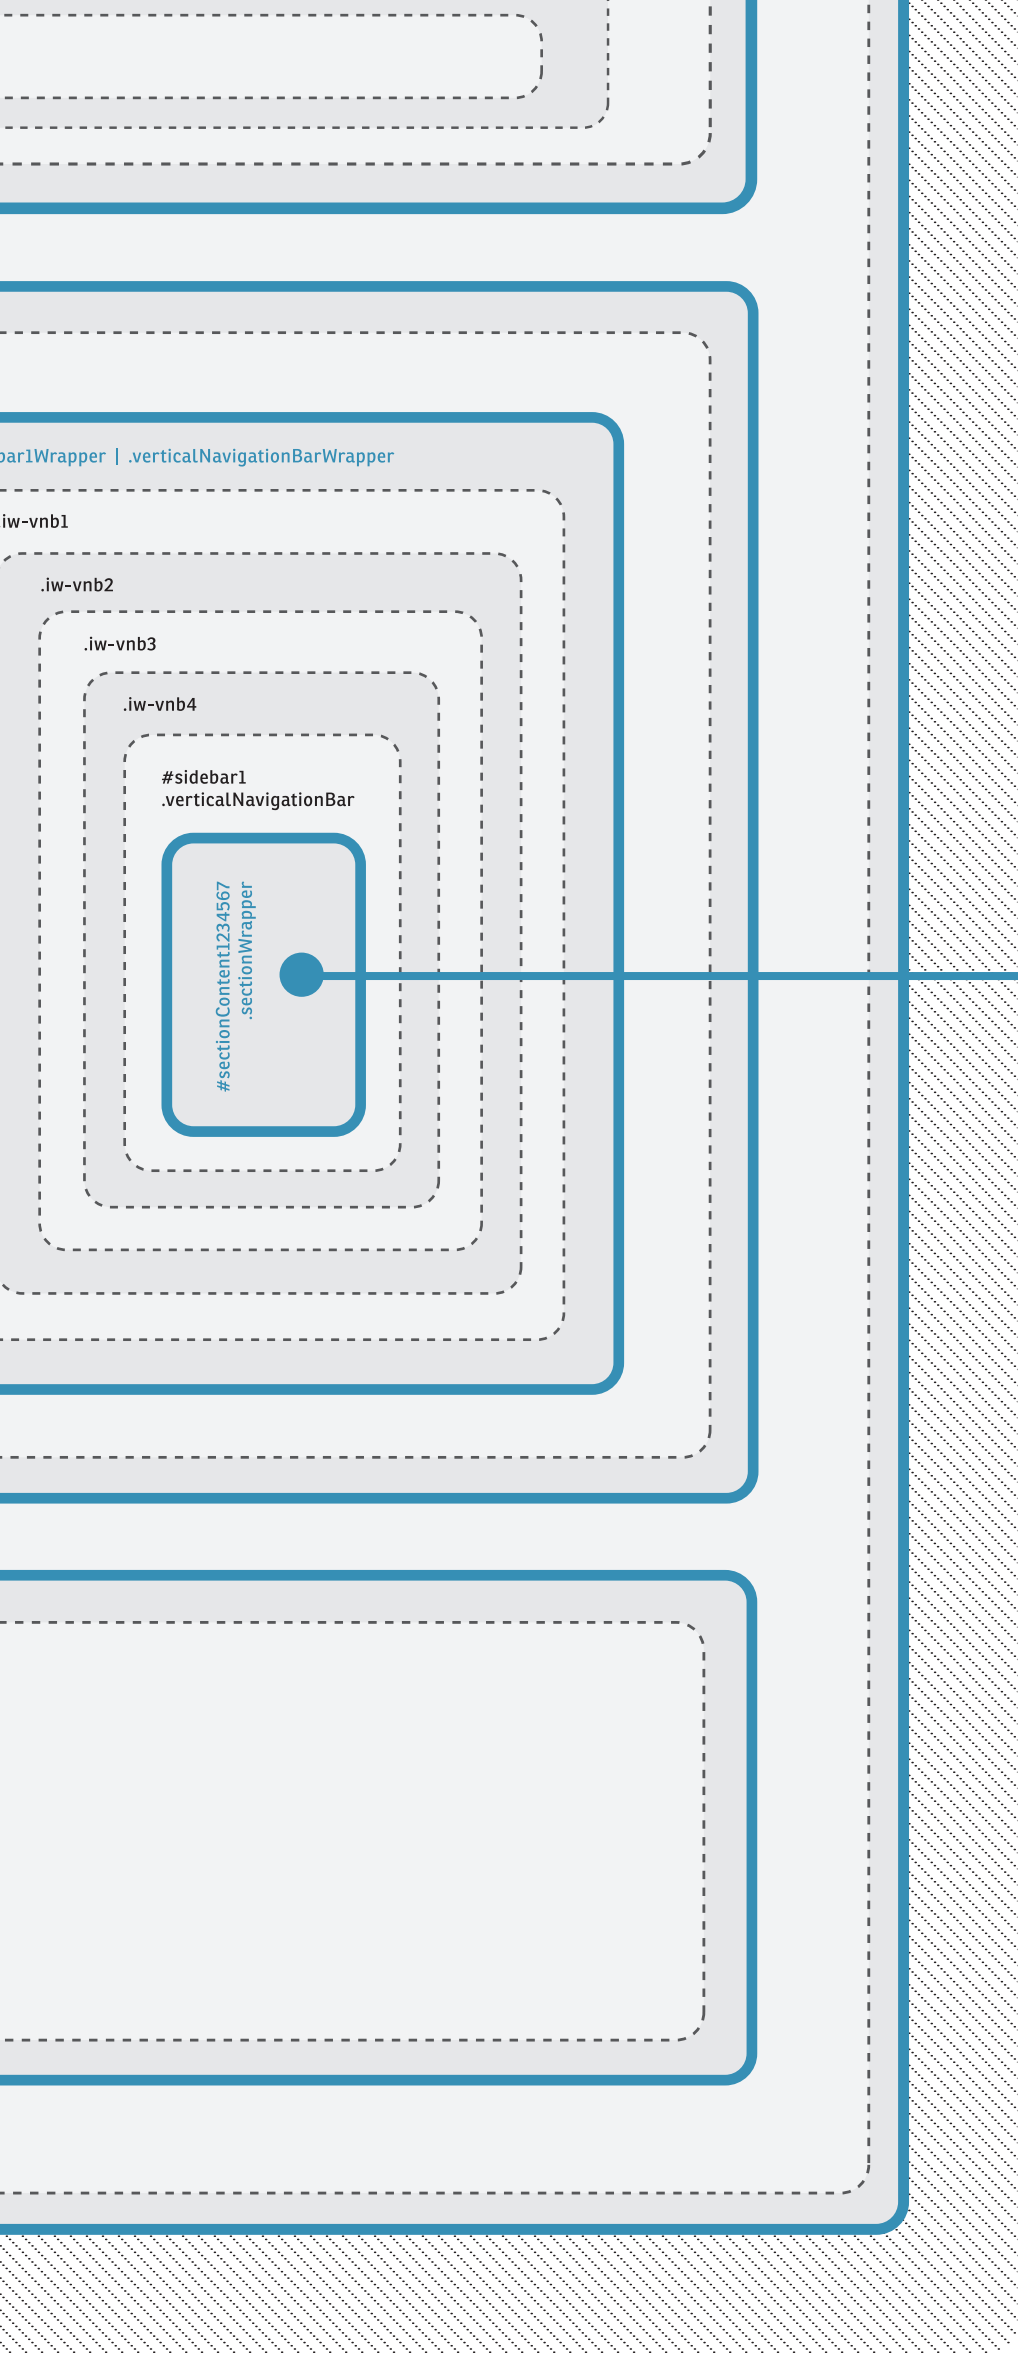 bar1Wrapper | .verticalNavigationBarWrapper
.iw-vnb1
.iw-vnb2
.iw-vnb3
.iw-vnb4
#sidebar1
.verticalNavigationBar
#sectionContent1234567
.sectionWrapper